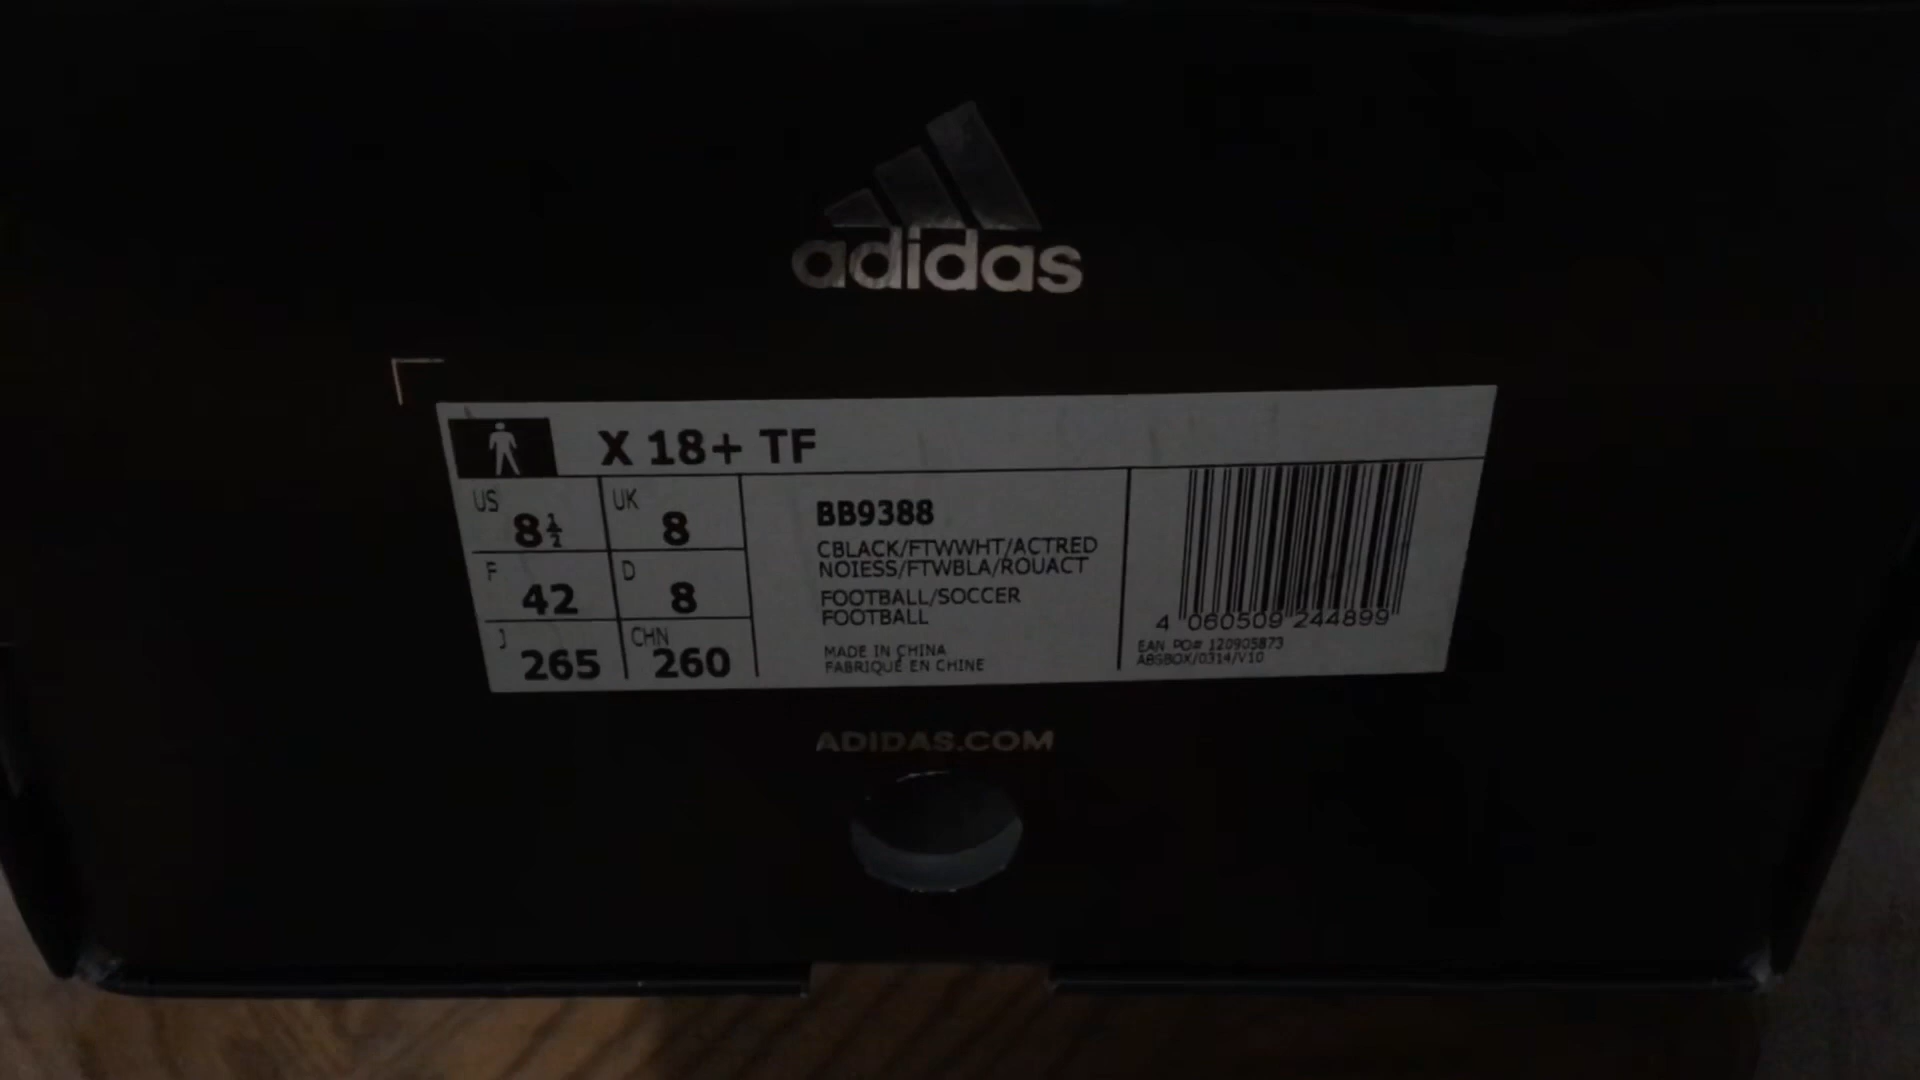 adidas
X 18+ TF
US 8½ UK 8
F 42 D 8
J 265 CHN 260
BB9388
CBLACK/FTWWHT/ACTRED
NOIESS/FTWBLA/ROUACT
FOOTBALL/SOCCER
FOOTBALL
MADE IN CHINA
FABRIQUÉ EN CHINE
4 060509 244899
EAN PO# 120905873
ABGBOX/0314/V10
ADIDAS.COM